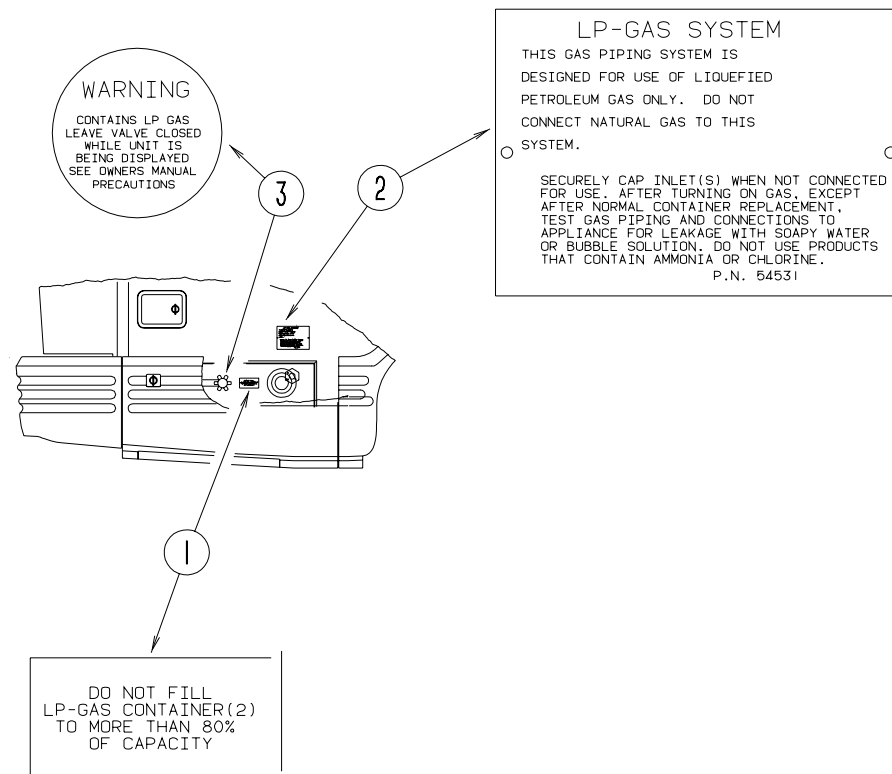 LP-GAS SYSTEM
THIS GAS PIPING SYSTEM IS
DESIGNED FOR USE OF LIQUEFIED
PETROLEUM GAS ONLY. DO NOT
CONNECT NATURAL GAS TO THIS
SYSTEM.
SECURELY CAP INLET(S) WHEN NOT CONNECTED
FOR USE. AFTER TURNING ON GAS, EXCEPT
AFTER NORMAL CONTAINER REPLACEMENT,
TEST GAS PIPING AND CONNECTIONS TO
APPLIANCE FOR LEAKAGE WITH SOAPY WATER
OR BUBBLE SOLUTION. DO NOT USE PRODUCTS
THAT CONTAIN AMMONIA OR CHLORINE.
P.N. 54531
WARNING
CONTAINS LP GAS
LEAVE VALVE CLOSED
WHILE UNIT IS
BEING DISPLAYED
SEE OWNERS MANUAL
PRECAUTIONS
3
2
1
DO NOT FILL
LP-GAS CONTAINER(2)
TO MORE THAN 80%
OF CAPACITY